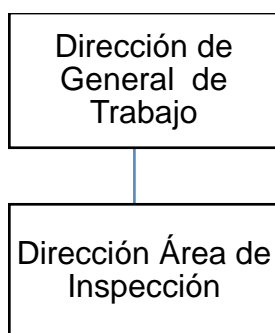 Dirección de
General de
Trabajo
Dirección Área de
Inspección